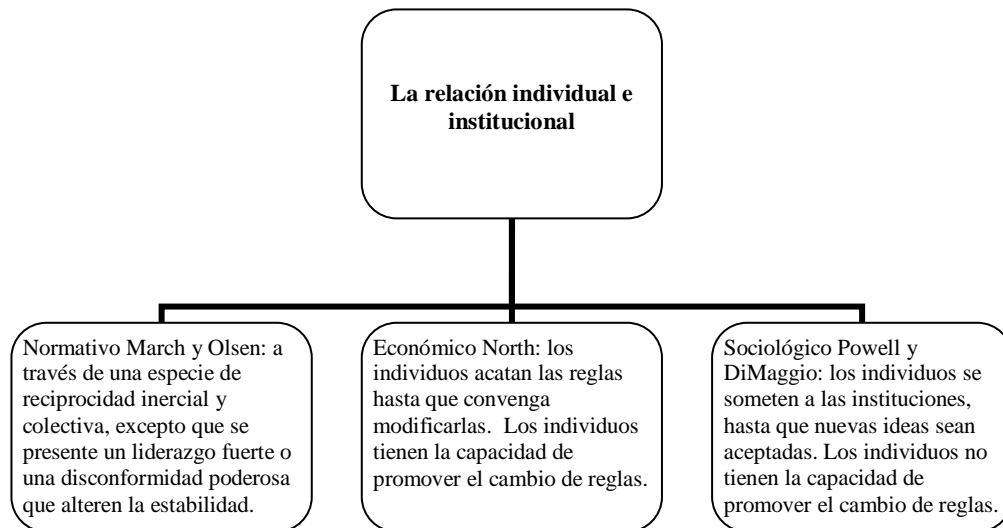 La relación individual e
institucional
Normativo March y Olsen: a
través de una especie de
reciprocidad inercial y
colectiva, excepto que se
presente un liderazgo fuerte o
una disconformidad poderosa
que alteren la estabilidad.
Económico North: los
individuos acatan las reglas
hasta que convenga
modificarlas.  Los individuos
tienen la capacidad de
promover el cambio de reglas.
Sociológico Powell y
DiMaggio: los individuos se
someten a las instituciones,
hasta que nuevas ideas sean
aceptadas. Los individuos no
tienen la capacidad de
promover el cambio de reglas.